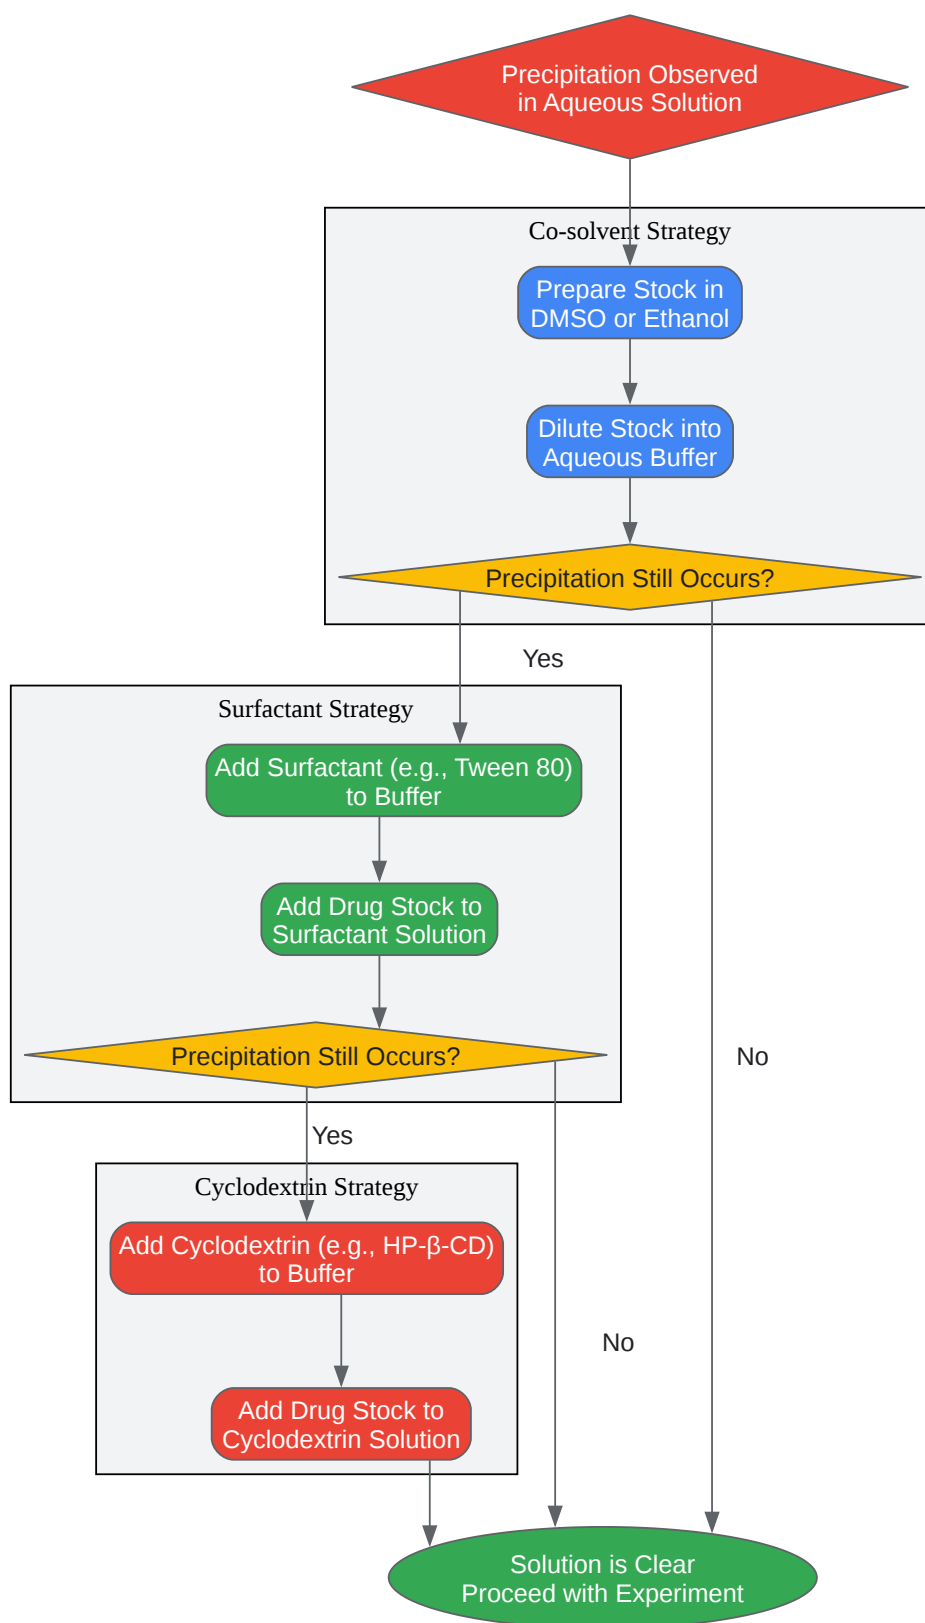 Precipitation Observed
in Aqueous Solution
Co-solvent Strategy
Prepare Stock in
DMSO or Ethanol
Dilute Stock into
Aqueous Buffer
Precipitation Still Occurs?
Yes
Surfactant Strategy
Add Surfactant (e.g., Tween 80)
to Buffer
Add Drug Stock to
Surfactant Solution
Precipitation Still Occurs?
No
Yes
Cyclodextrin Strategy
Add Cyclodextrin (e.g., HP-β-CD)
to Buffer
No
Add Drug Stock to
Cyclodextrin Solution
Solution is Clear
Proceed with Experiment